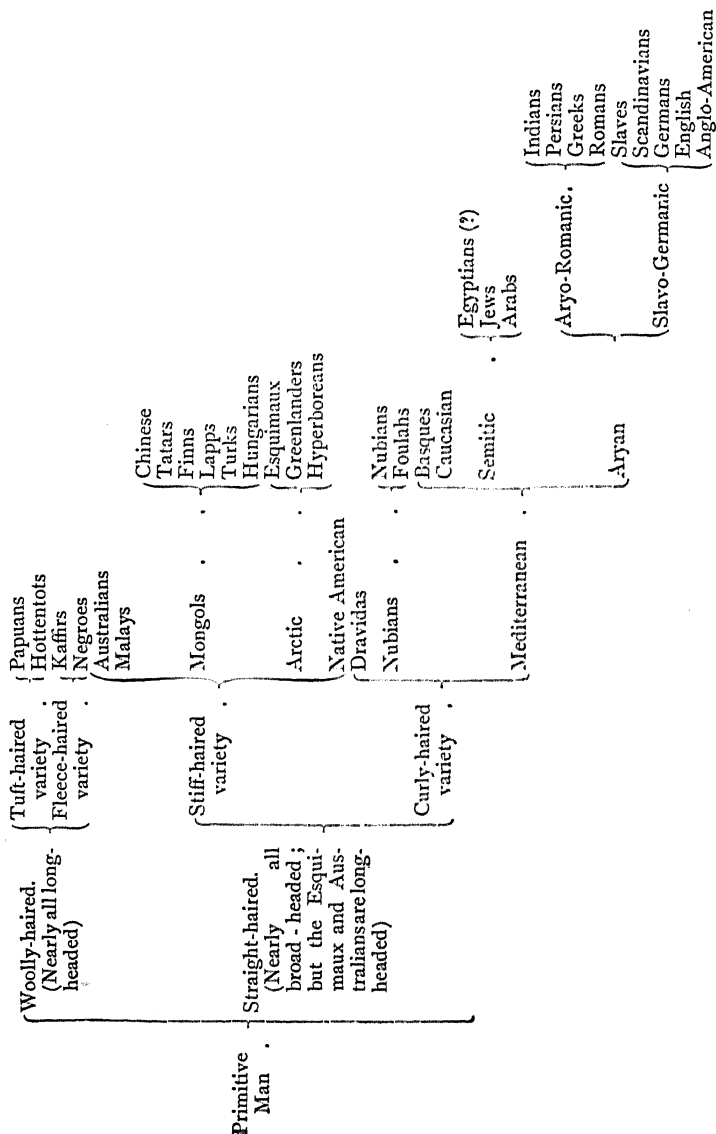 Primitive
Man .
Woolly-haired.
(Nearly all long-
headed)
Straight-haired.
(Nearly all
broad - headed ;
but the Esqui-
maux and Aus-
tralians are long-
headed)
Tuft-haired
variety .
Fleece-haired
variety .
Stiff-haired
variety .
Curly-haired
variety .
Papuans
Hottentots
Kaffirs
Negroes
Australians
Malays
Mongols . .
Arctic . .
Native American
Dravidas
Nubians . .
Mediterranean .
Chinese
Tatars
Finns
Lapps
Turks
Hungarians
Esquimaux
Greenlanders
Hyperboreans
Nubians
Foulahs
Basques
Caucasian
Semitic .
Aryan
Egyptians (?)
Jews
Arabs
Aryo-Romanic.
Slavo-Germanic
Indians
Persians
Greeks
Romans
Slaves
Scandinavians
Germans
English
Anglo-American